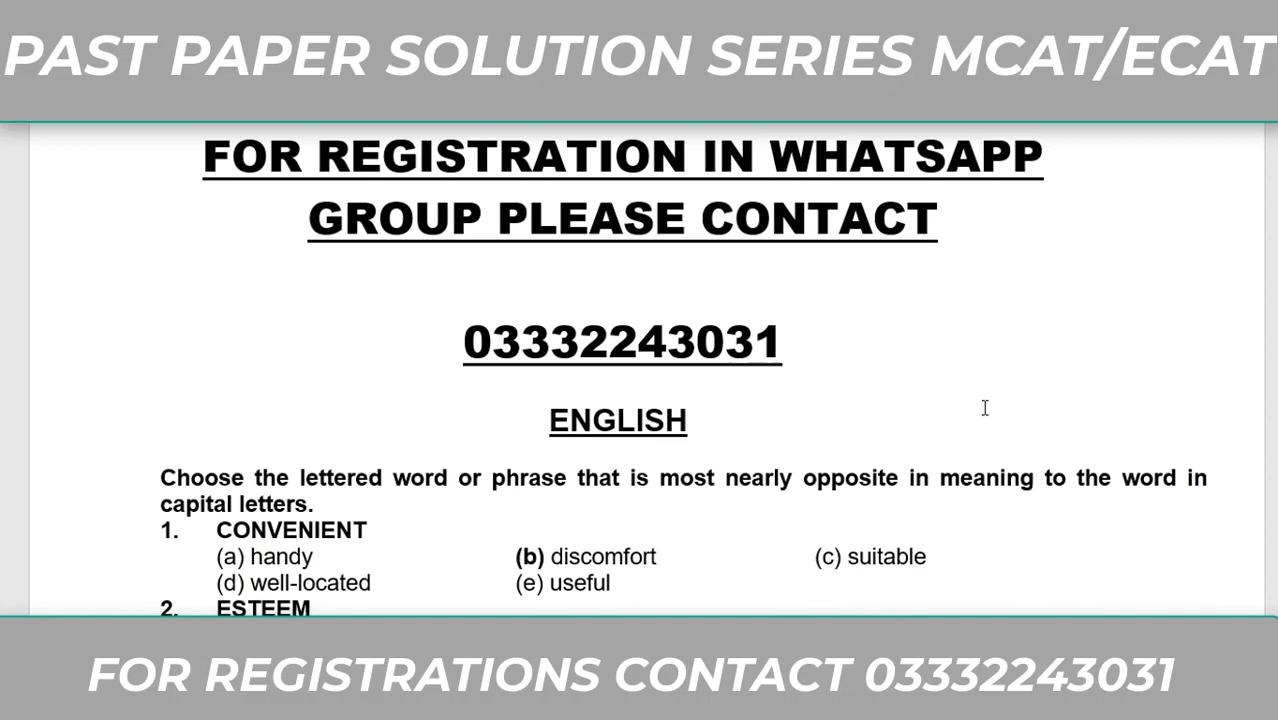 PAST PAPER SOLUTION SERIES MCAT/ECAT
FOR REGISTRATION IN WHATSAPP
GROUP PLEASE CONTACT
03332243031
ENGLISH
Choose the lettered word or phrase that is most nearly opposite in meaning to the word in
capital letters.
1. CONVENIENT
(a) handy (b) discomfort (c) suitable
(d) well-located (e) useful
2. ESTEEM
FOR REGISTRATIONS CONTACT 03332243031